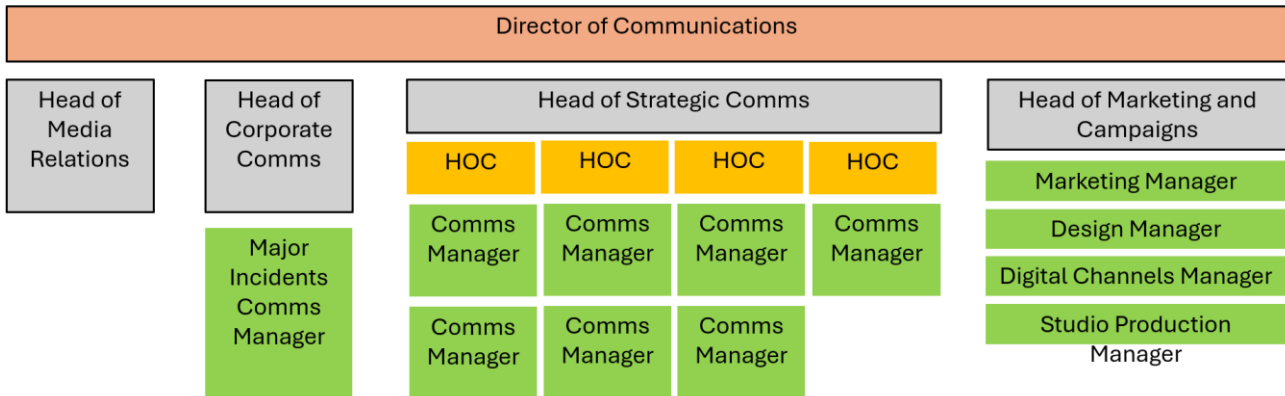 Director of Communications
Head of
Media
Relations
Head of
Corporate
Comms
Major
Incidents
Comms
Manager
Head of Strategic Comms
HOC
HOC
HOC
HOC
Comms
Manager
Comms
Manager
Comms
Manager
Comms
Manager
Comms
Manager
Comms
Manager
Comms
Manager
Head of Marketing and
Campaigns
Marketing Manager
Design Manager
Digital Channels Manager
Studio Production
Manager